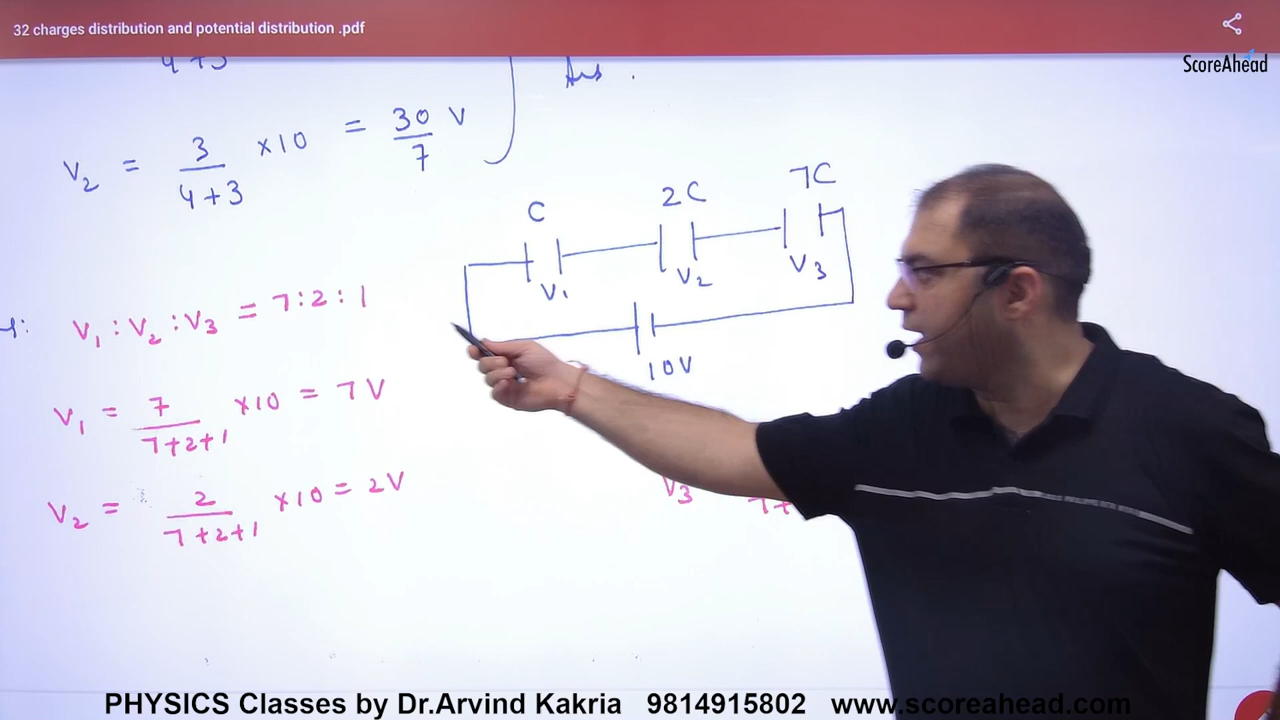 32 charges distribution and potential distribution .pdf
ScoreAhead
4+3
Ans.
V₂ = 3/(4+3) ×10 = 30/7 V
C 2C 7C
V₁ V₂ V₃
10V
V₁ : V₂ : V₃ = 7:2:1
V₁ = 7/(7+2+1) ×10 = 7V
V₂ = 2/(7+2+1) ×10 = 2V
V₃
7+
PHYSICS Classes by Dr.Arvind Kakria 9814915802 www.scoreahead.com